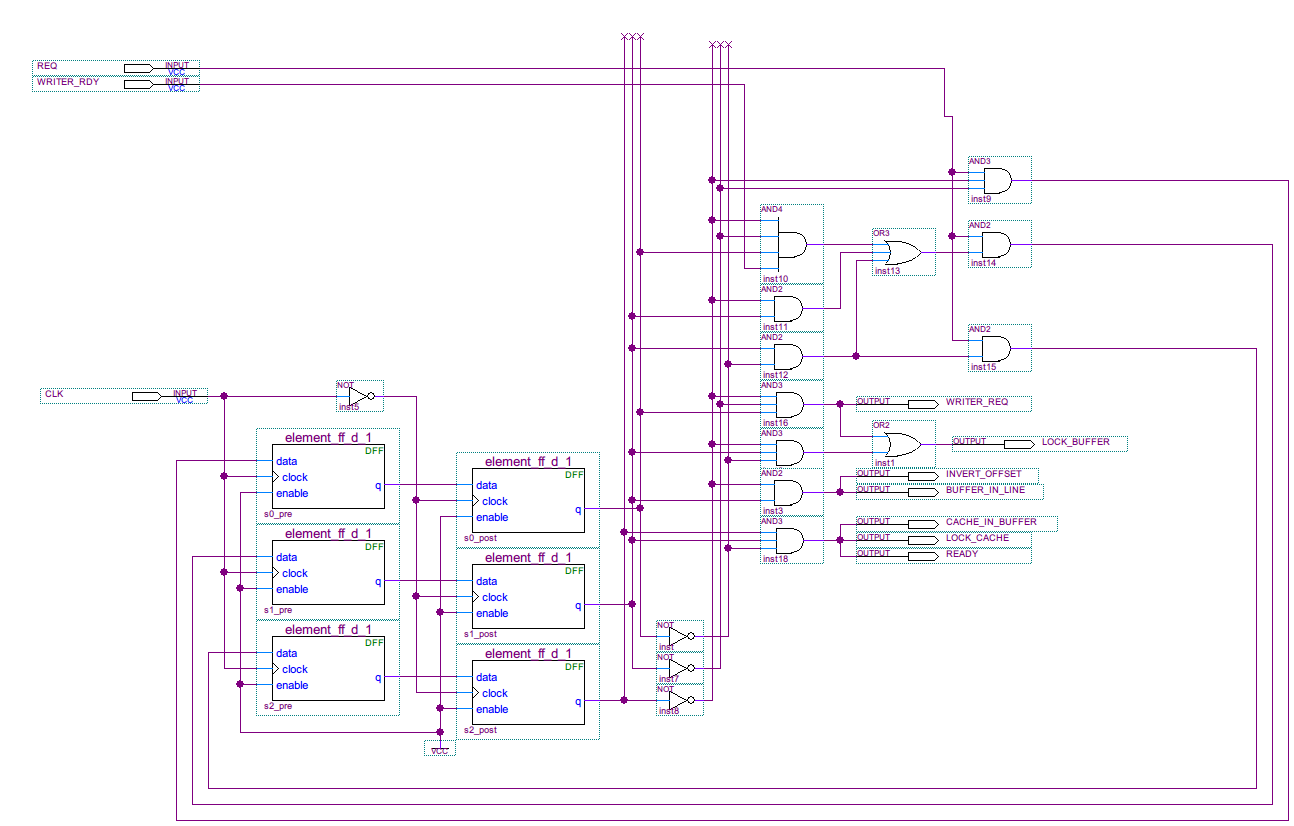 REQ
INPUT
VCC
WRITER_RDY
INPUT
VCC
AND3
inst9
AND4
inst10
OR3
inst13
AND2
inst14
AND2
inst11
AND2
inst12
AND2
inst15
CLK
INPUT
VCC
NOT
inst5
AND3
inst16
OUTPUT
WRITER_REQ
AND3
OR2
inst1
OUTPUT
LOCK_BUFFER
AND2
inst3
OUTPUT
INVERT_OFFSET
OUTPUT
BUFFER_IN_LINE
AND3
inst18
OUTPUT
CACHE_IN_BUFFER
OUTPUT
LOCK_CACHE
OUTPUT
READY
element_ff_d_1
DFF
data
clock
enable
q
s0_pre
element_ff_d_1
DFF
data
clock
enable
q
s0_post
element_ff_d_1
DFF
data
clock
enable
q
s1_pre
element_ff_d_1
DFF
data
clock
enable
q
s1_post
element_ff_d_1
DFF
data
clock
enable
q
s2_pre
element_ff_d_1
DFF
data
clock
enable
q
s2_post
NOT
inst
NOT
inst7
NOT
inst8
VCC